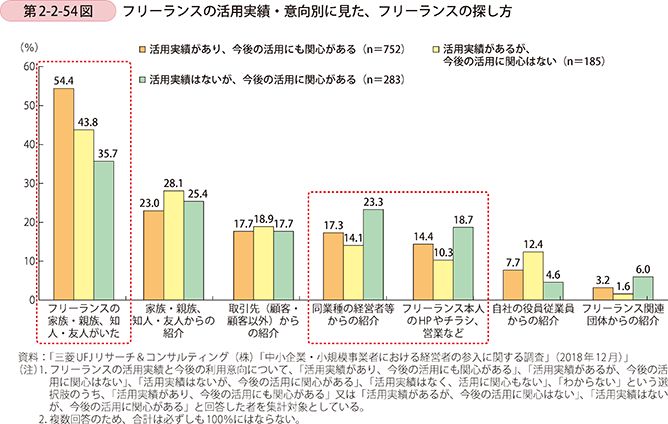 第2-2-54図 フリーランスの活用実績・意向別に見た、フリーランスの探し方
(%)
活用実績があり、今後の活用にも関心がある(n=752)
活用実績があるが、
今後の活用に関心はない(n=185)
活用実績はないが、今後の活用に関心がある(n=283)
60
50
40
30
20
10
0
54.4
43.8
35.7
23.0
28.1
25.4
17.7
18.9
17.7
17.3
14.1
23.3
14.4
10.3
18.7
7.7
12.4
4.6
3.2
1.6
6.0
フリーランスの
家族・親族、知
人・友人がいた
家族・親族、
知人・友人からの
紹介
取引先(顧客・
顧客以外)から
の紹介
同業種の経営者等
からの紹介
フリーランス本人
のHPやチラシ、
営業など
自社の役員従業員
からの紹介
フリーランス関連
団体からの紹介
資料:「三菱UFJリサーチ&コンサルティング(株)「中小企業・小規模事業者における経営者の参入に関する調査」(2018年12月)」
(注)1. フリーランスの活用実績と今後の利用意向について、「活用実績があり、今後の活用にも関心がある」、「活用実績があるが、今後の活
用に関心はない」、「活用実績はないが、今後の活用に関心がある」、「活用実績はなく、活用に関心もない」、「わからない」という選
択肢のうち、「活用実績があり、今後の活用にも関心がある」又は「活用実績があるが、今後の活用に関心はない」、「活用実績はない
が、今後の活用に関心がある」と回答した者を集計対象としている。
2. 複数回答のため、合計は必ずしも100%にはならない。